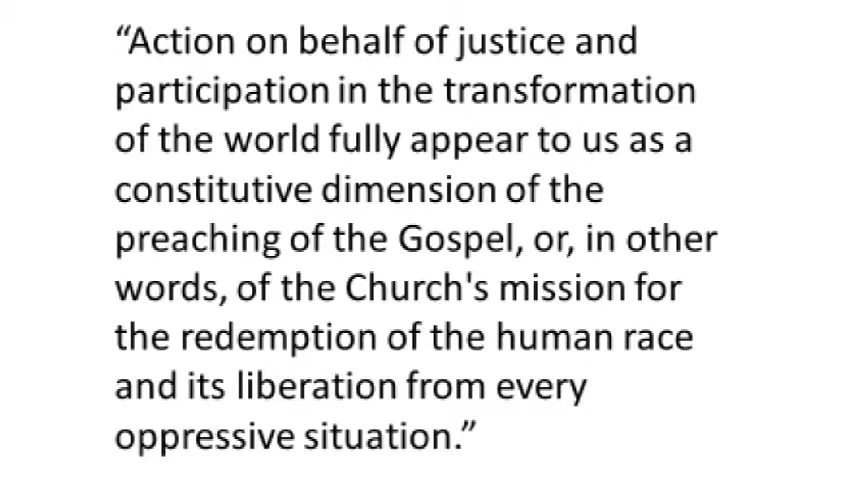 “Action on behalf of justice and
participation in the transformation
of the world fully appear to us as a
constitutive dimension of the
preaching of the Gospel, or, in other
words, of the Church's mission for
the redemption of the human race
and its liberation from every
oppressive situation.”